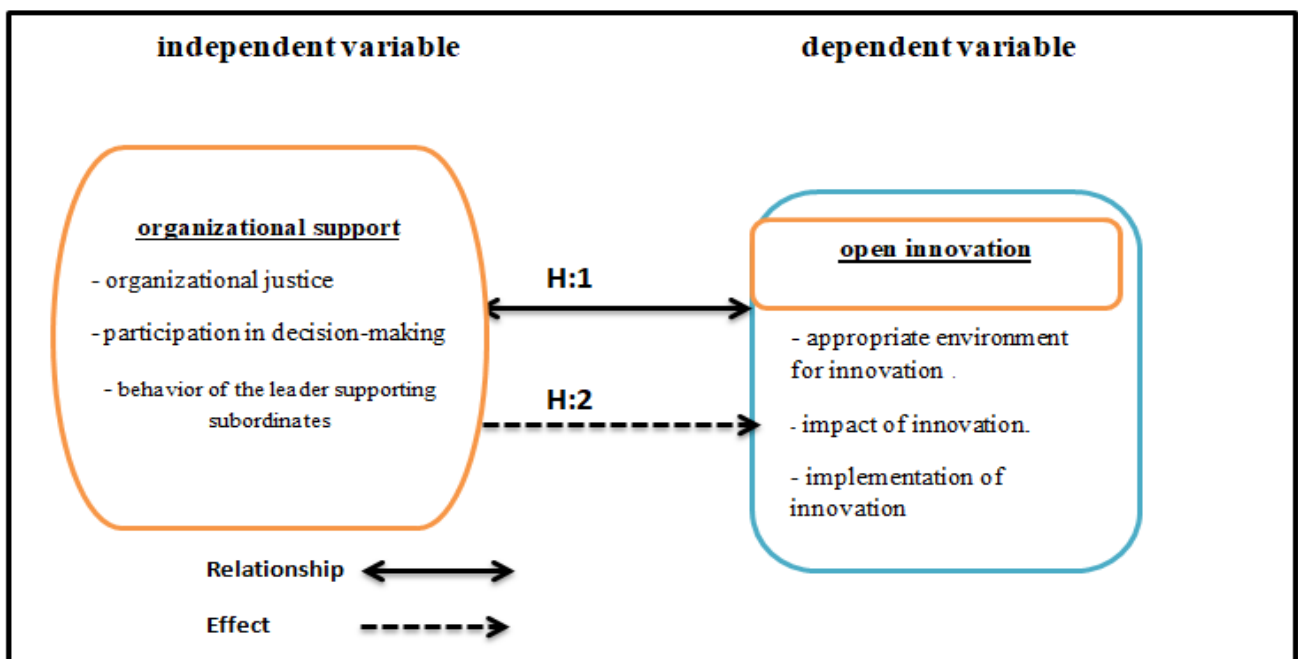 independent variable
dependent variable
organizational support
- organizational justice
- participation in decision-making
- behavior of the leader supporting
subordinates
H:1
H:2
open innovation
- appropriate environment
for innovation .
- impact of innovation.
- implementation of
innovation
Relationship
Effect